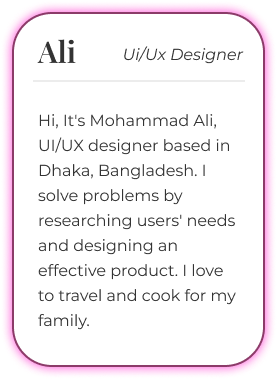 Ali Ui/Ux Designer
Hi, It's Mohammad Ali,
UI/UX designer based in
Dhaka, Bangladesh. I
solve problems by
researching users' needs
and designing an
effective product. I love
to travel and cook for my
family.